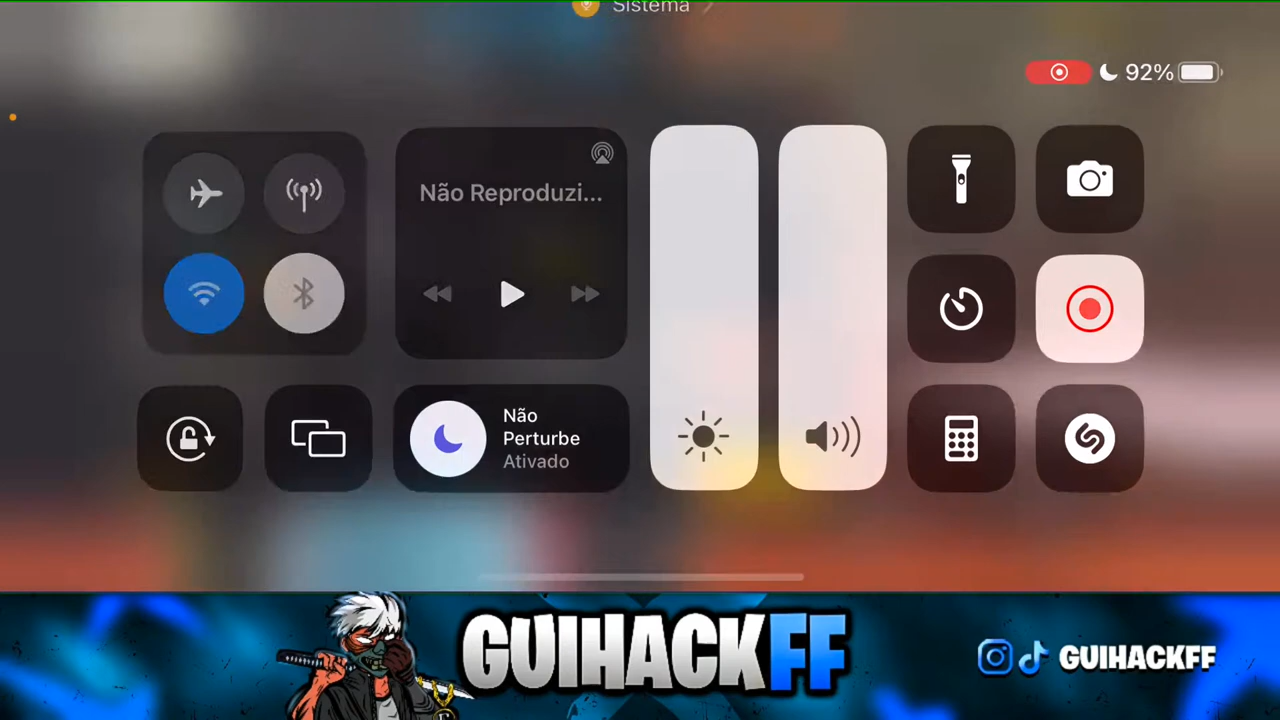 Sistema
92%
Não Reproduzi...
Não
Perturbe
Ativado
GUIHACKFF
GUIHACKFF